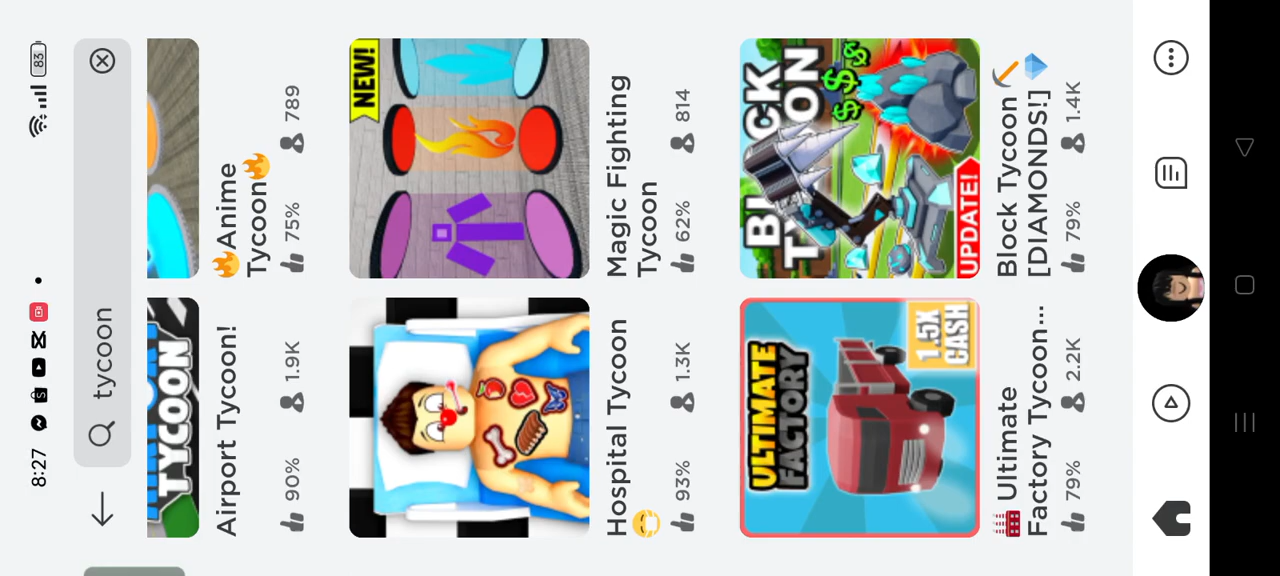 8:27
83
tycoon
TYCOON
Airport Tycoon!
90% 1.9K
🔥Anime
Tycoon🔥
75% 789
Hospital Tycoon
😷
93% 1.3K
NEW!
Magic Fighting
Tycoon
62% 814
ULTIMATE
FACTORY
1.5X
CASH
🏭 Ultimate
Factory Tycoon...
79% 2.2K
$$$
UPDATE!
Block Tycoon ⛏️💎
[DIAMONDS!]
79% 1.4K